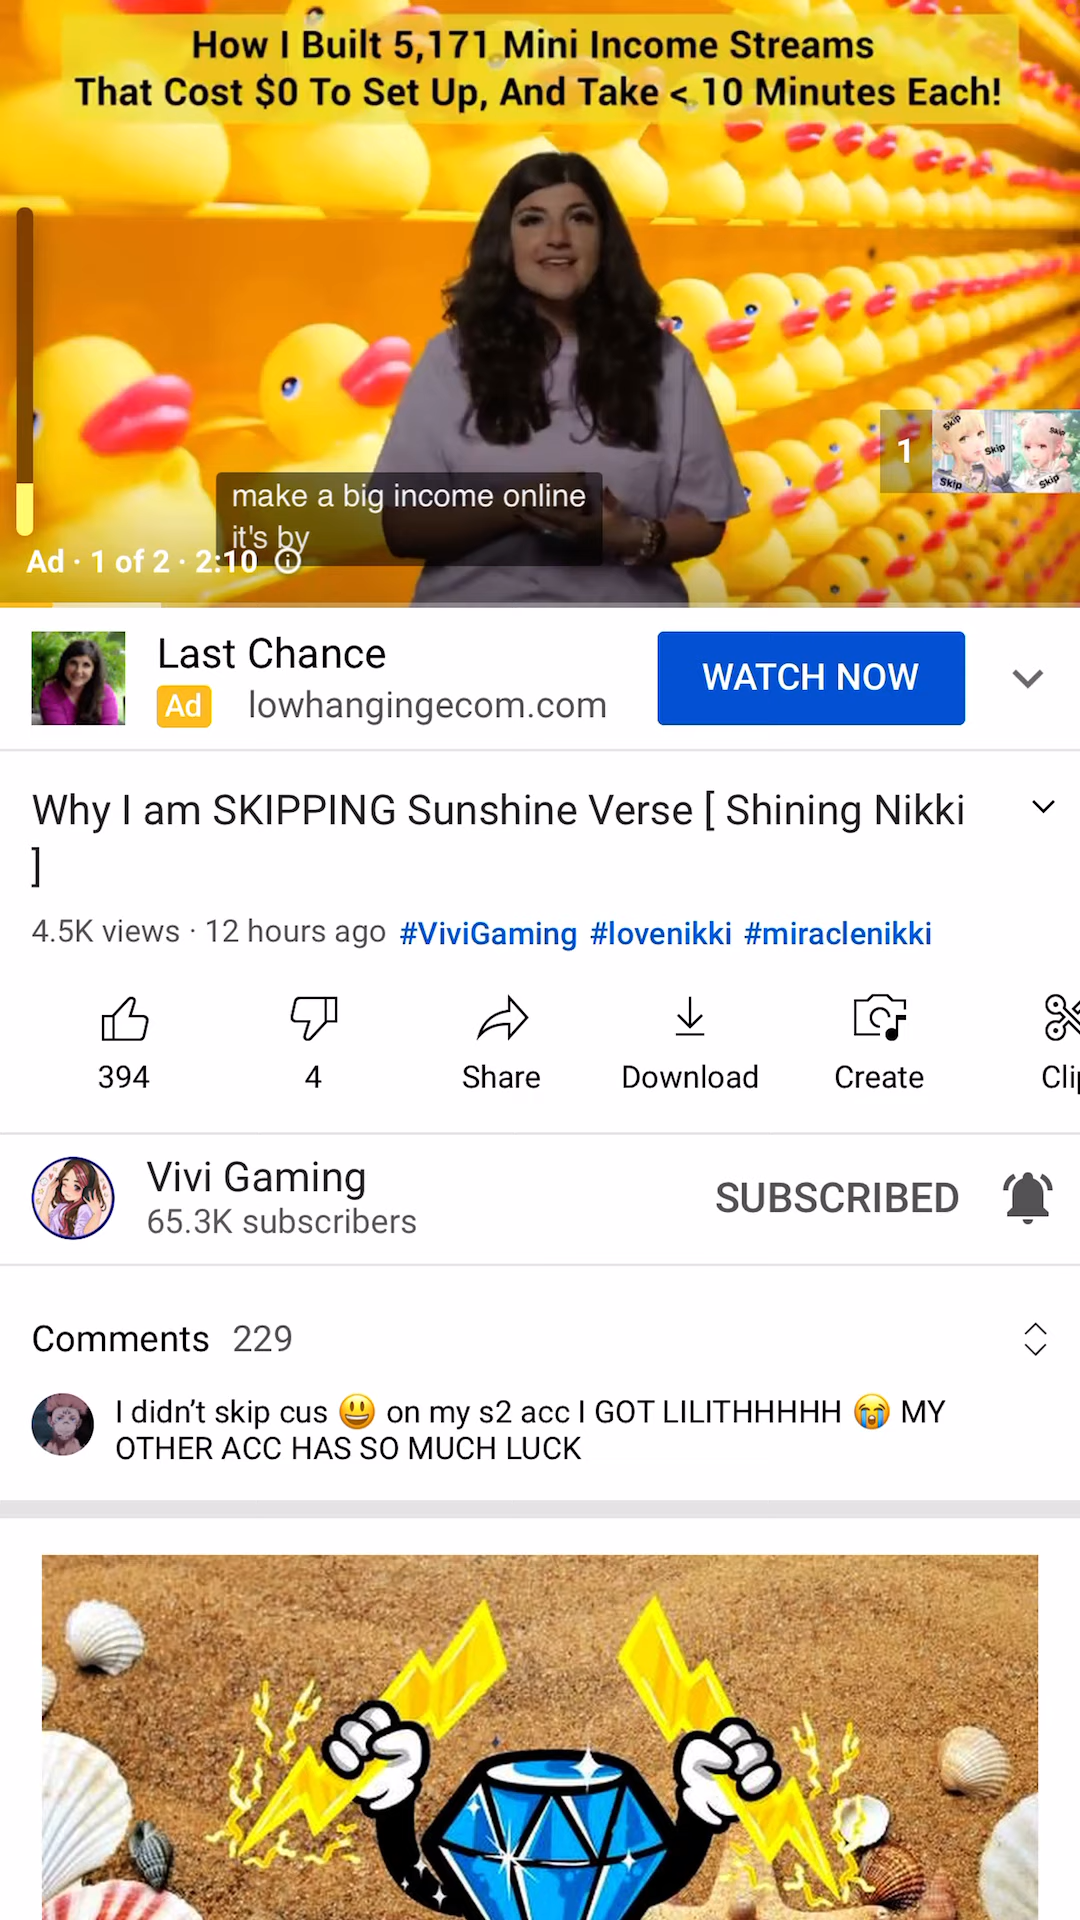 How I Built 5,171 Mini Income Streams
That Cost $0 To Set Up, And Take < 10 Minutes Each!
1
Skip
Skip
Skip
Skip
Skip
make a big income online
it's by
Ad · 1 of 2 · 2:10
Last Chance
WATCH NOW
Ad lowhangingecom.com
Why I am SKIPPING Sunshine Verse [ Shining Nikki
]
4.5K views · 12 hours ago #ViviGaming #lovenikki #miraclenikki
394
4
Share
Download
Create
Clip
Vivi Gaming
65.3K subscribers
SUBSCRIBED
Comments 229
I didn’t skip cus 😃 on my s2 acc I GOT LILITHHHHH 😭 MY
OTHER ACC HAS SO MUCH LUCK